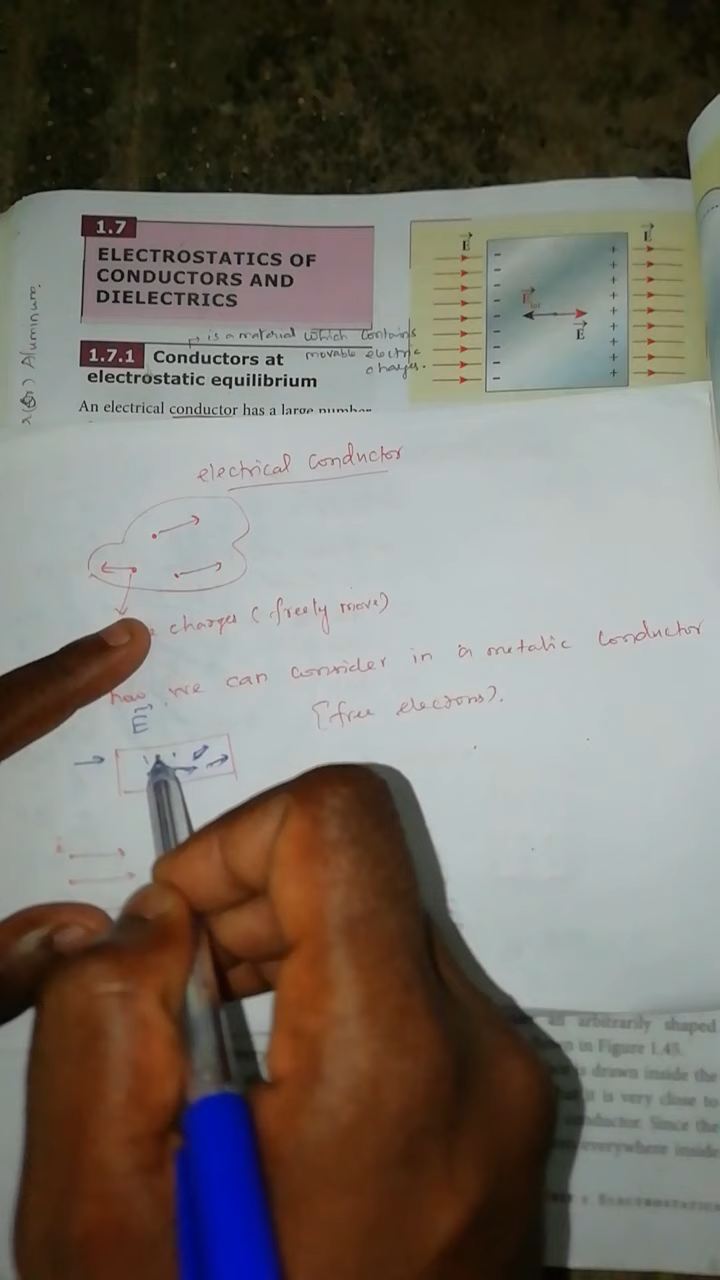 1.7
ELECTROSTATICS OF
CONDUCTORS AND
DIELECTRICS
is a material which contains
movable electric
charges.
1.7.1 Conductors at
electrostatic equilibrium
An electrical conductor has a large number
Aluminum.
E E
E
E
electrical conductor
charges (freely move)
how we can consider in a metalic conductor
{free elections}.
E
arbitrarily shaped
in Figure 1.45.
drawn inside the
it is very close to
Since the
everywhere inside